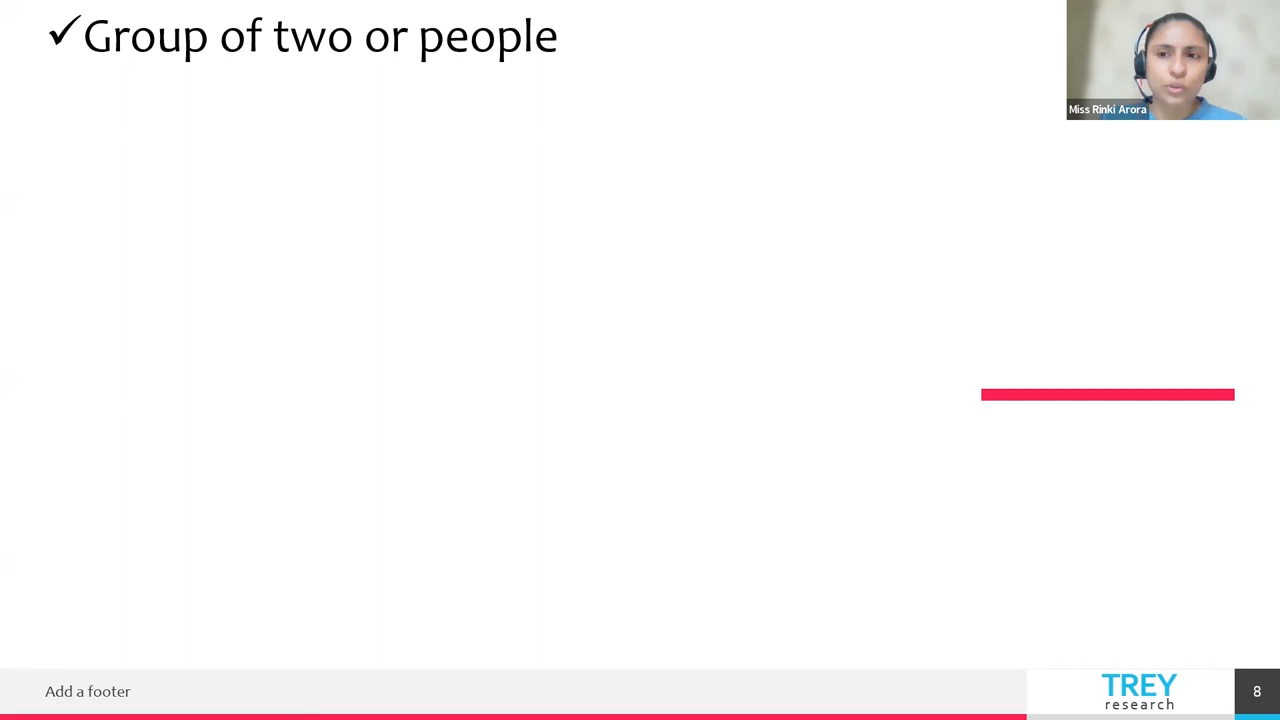 ✓Group of two or people
Miss Rinki Arora
Add a footer
TREY
research
8